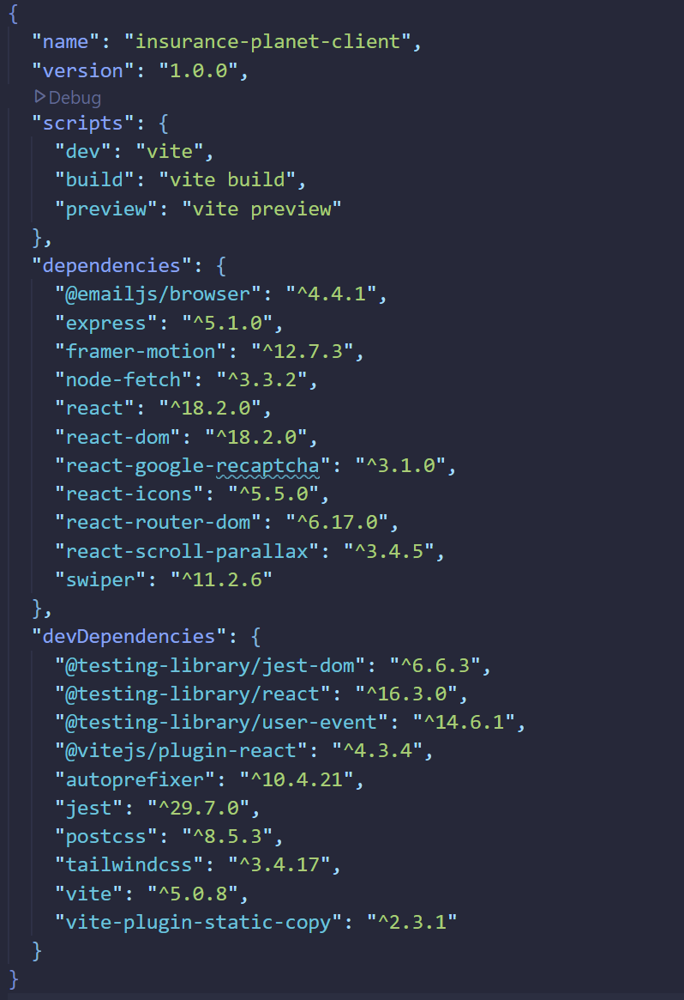 {
"name": "insurance-planet-client",
"version": "1.0.0",
Debug
"scripts": {
"dev": "vite",
"build": "vite build",
"preview": "vite preview"
},
"dependencies": {
"@emailjs/browser": "^4.4.1",
"express": "^5.1.0",
"framer-motion": "^12.7.3",
"node-fetch": "^3.3.2",
"react": "^18.2.0",
"react-dom": "^18.2.0",
"react-google-recaptcha": "^3.1.0",
"react-icons": "^5.5.0",
"react-router-dom": "^6.17.0",
"react-scroll-parallax": "^3.4.5",
"swiper": "^11.2.6"
},
"devDependencies": {
"@testing-library/jest-dom": "^6.6.3",
"@testing-library/react": "^16.3.0",
"@testing-library/user-event": "^14.6.1",
"@vitejs/plugin-react": "^4.3.4",
"autoprefixer": "^10.4.21",
"jest": "^29.7.0",
"postcss": "^8.5.3",
"tailwindcss": "^3.4.17",
"vite": "^5.0.8",
"vite-plugin-static-copy": "^2.3.1"
}
}